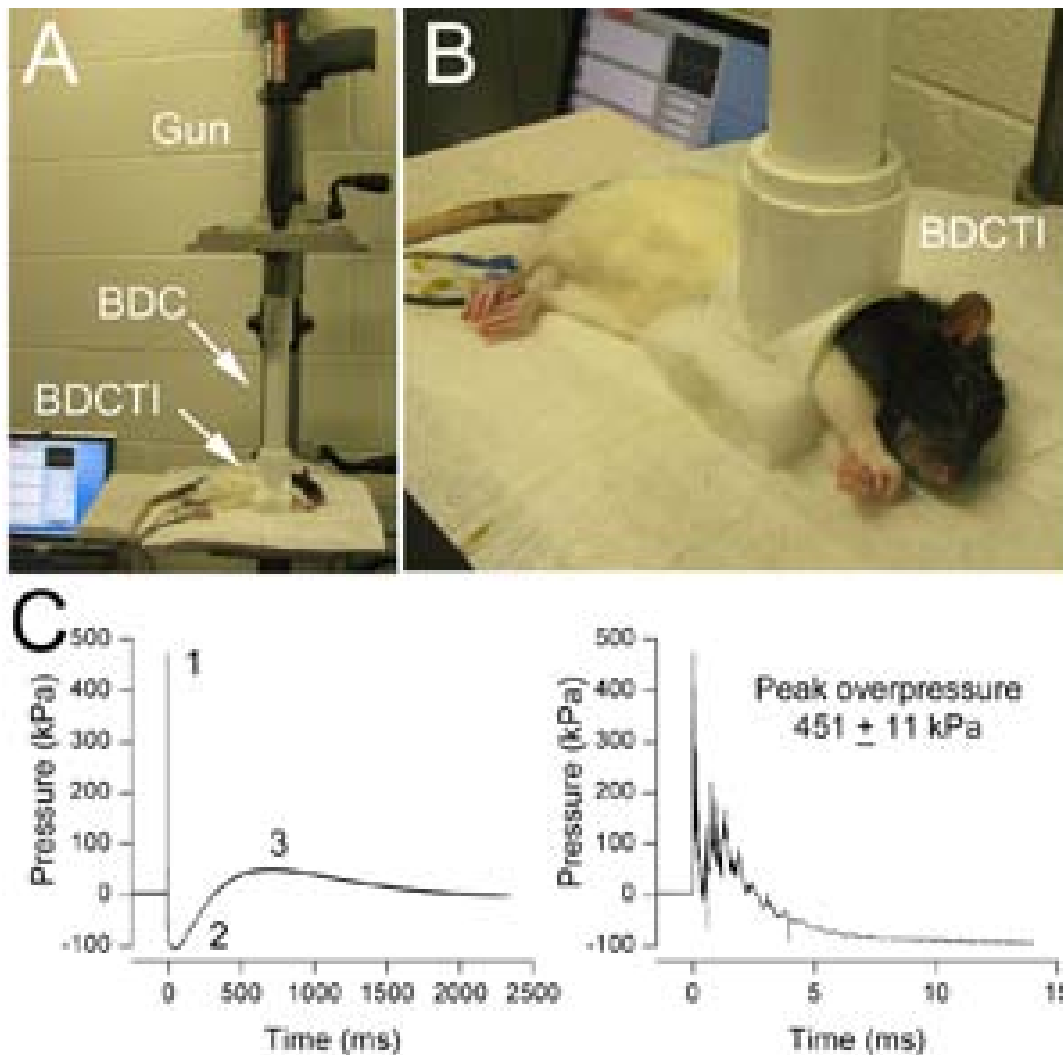 A
Gun
BDC
BDCTI
B
BDCTI
C
Pressure (kPa)
500
400
300
200
100
0
-100
1
2
3
0 500 1000 1500 2000 2500
Time (ms)
Pressure (kPa)
500
400
300
200
100
0
-100
Peak overpressure
451 ± 11 kPa
0 5 10 15
Time (ms)